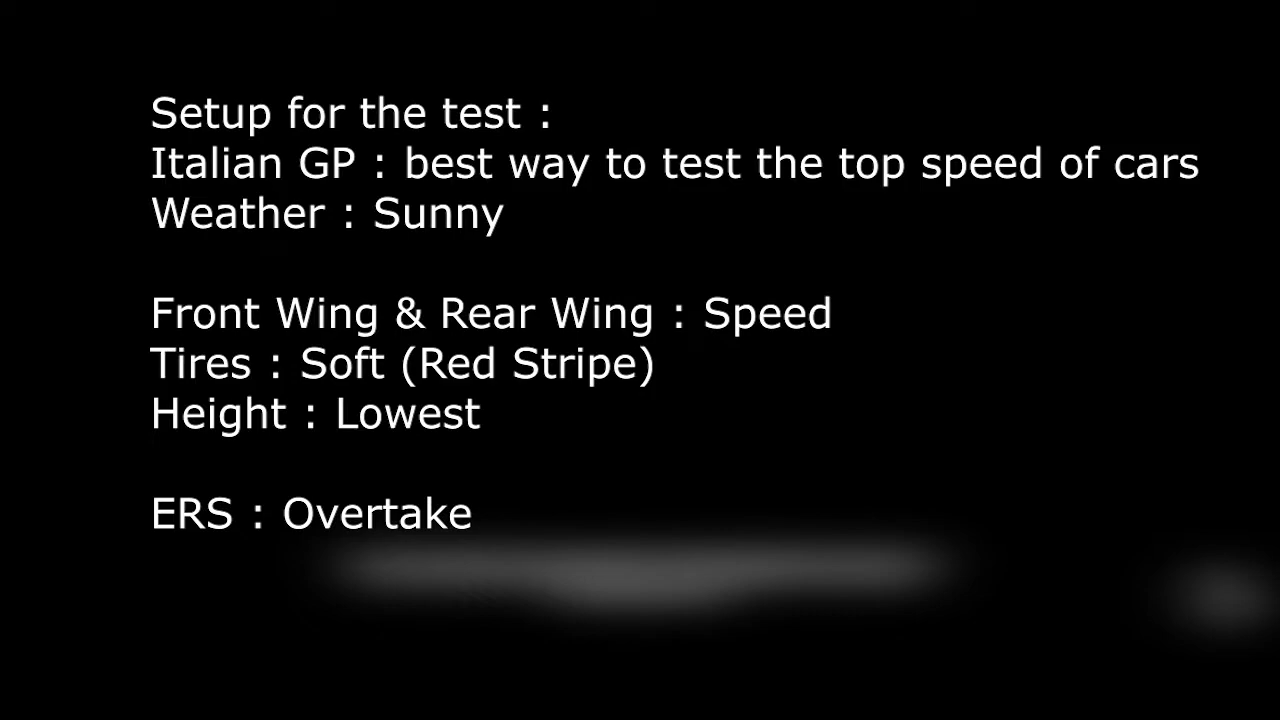 Setup for the test :
Italian GP : best way to test the top speed of cars
Weather : Sunny
Front Wing & Rear Wing : Speed
Tires : Soft (Red Stripe)
Height : Lowest
ERS : Overtake